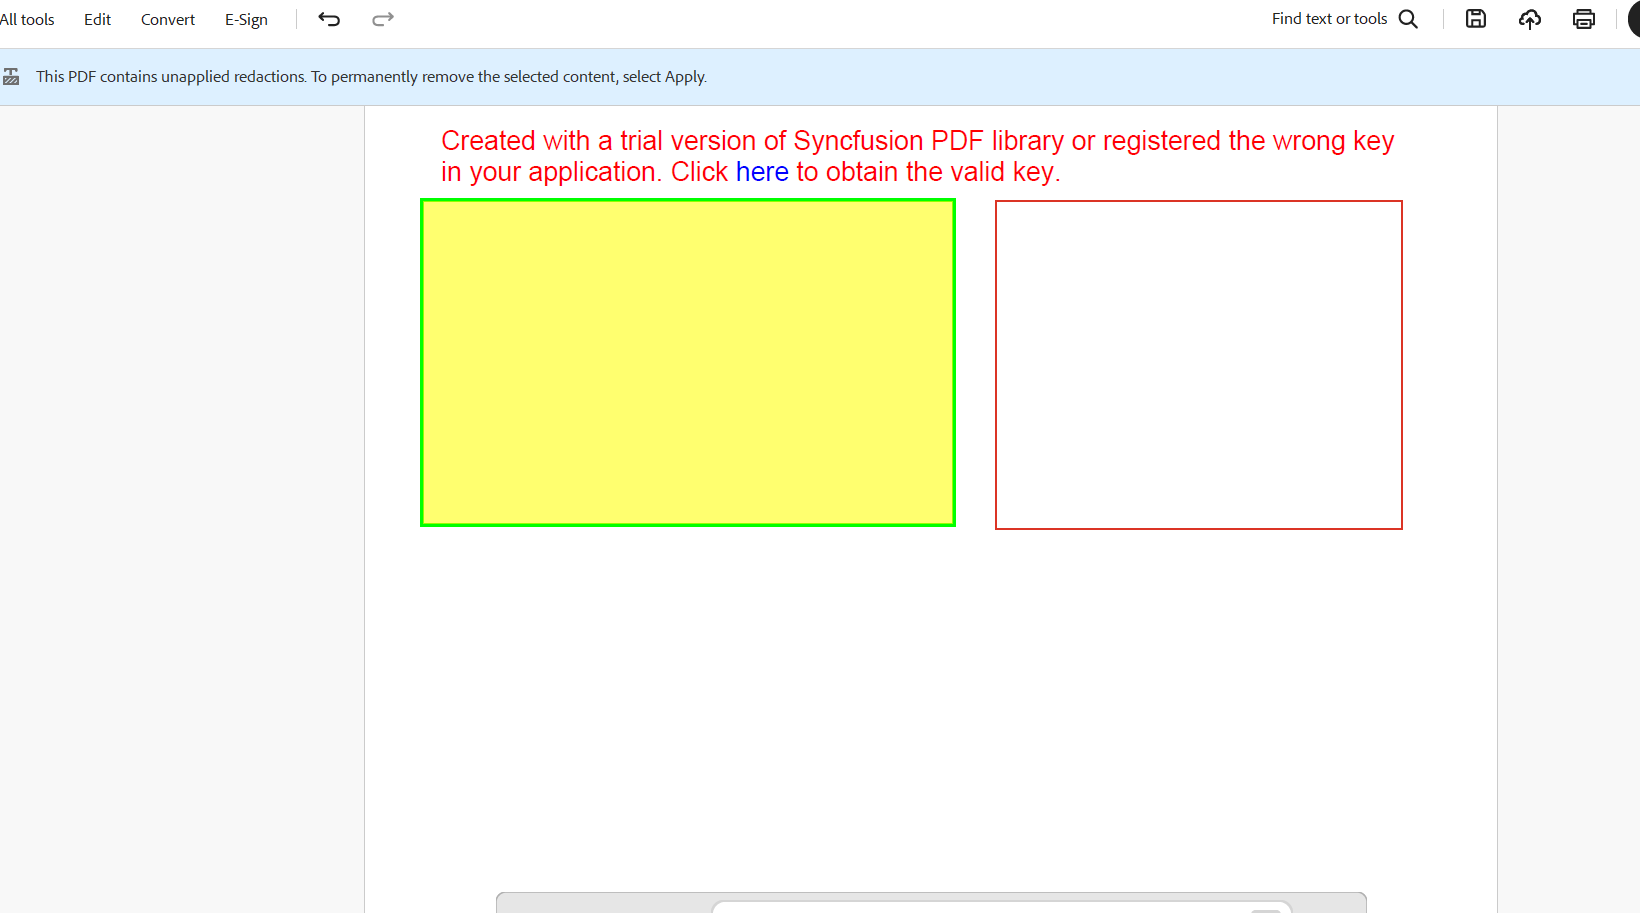 All tools Edit Convert E-Sign Find text or tools
This PDF contains unapplied redactions. To permanently remove the selected content, select Apply.
Created with a trial version of Syncfusion PDF library or registered the wrong key
in your application. Click here to obtain the valid key.